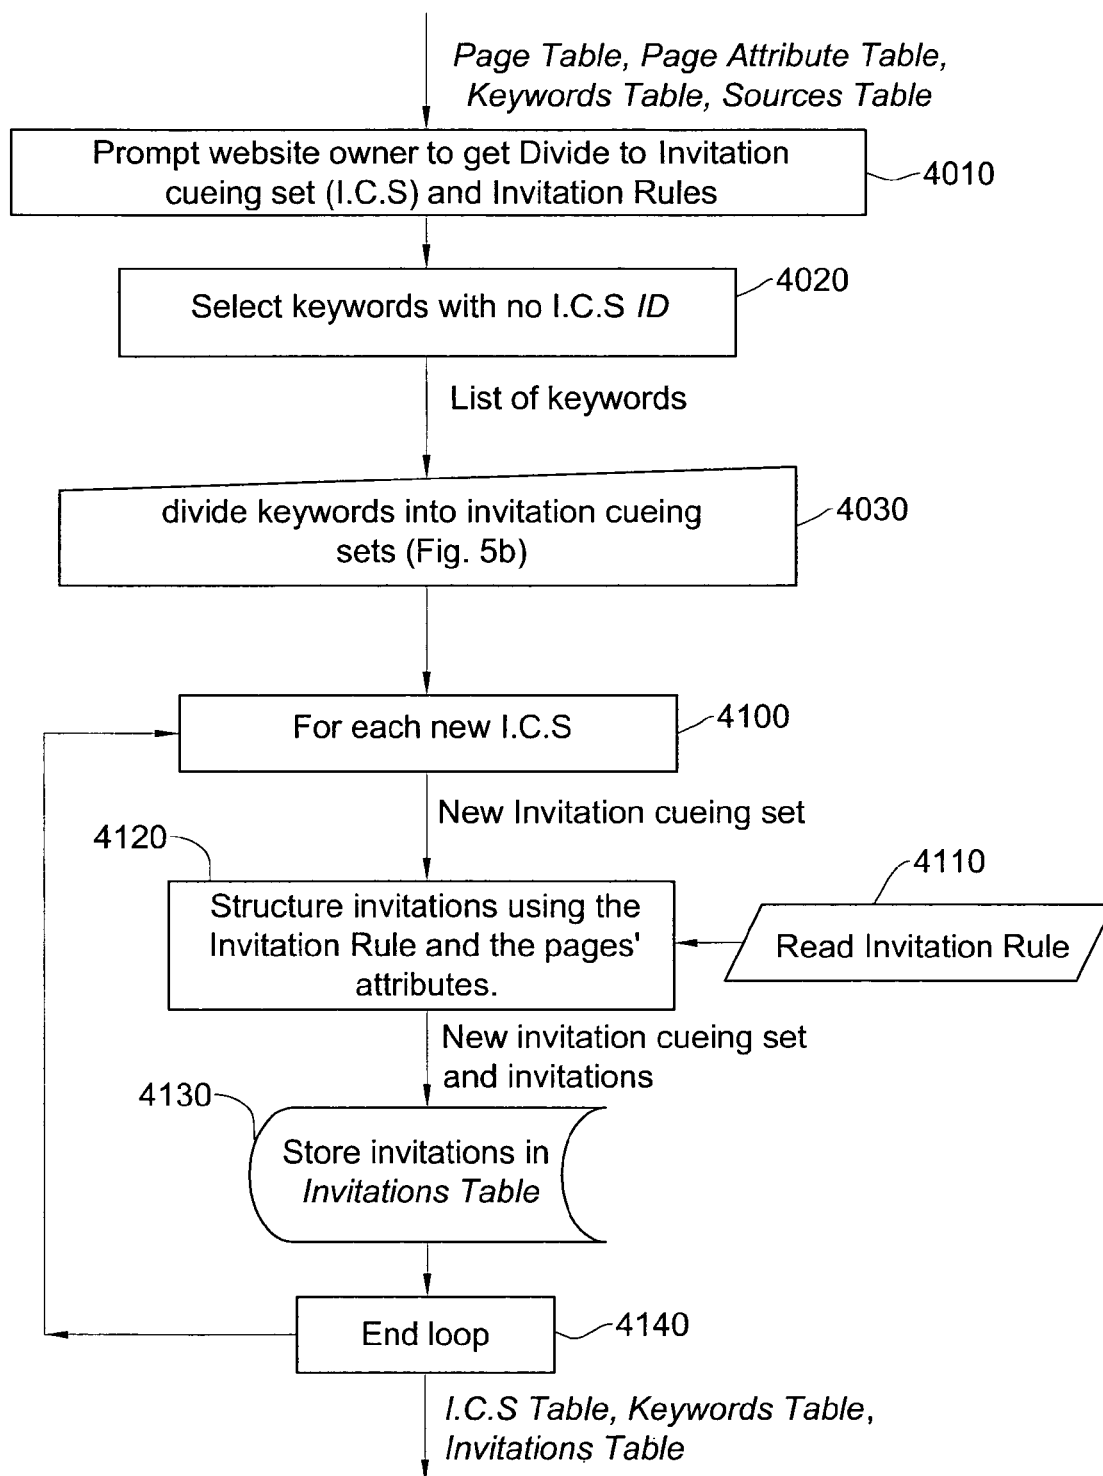 Page Table, Page Attribute Table,
Keywords Table, Sources Table
Prompt website owner to get Divide to Invitation
cueing set (I.C.S) and Invitation Rules
4010
4020
Select keywords with no I.C.S ID
List of keywords
divide keywords into invitation cueing
sets (Fig. 5b)
4030
For each new I.C.S
4100
New Invitation cueing set
4120
4110
Structure invitations using the
Invitation Rule and the pages'
attributes.
Read Invitation Rule
New invitation cueing set
and invitations
4130
Store invitations in
Invitations Table
End loop
4140
I.C.S Table, Keywords Table,
Invitations Table